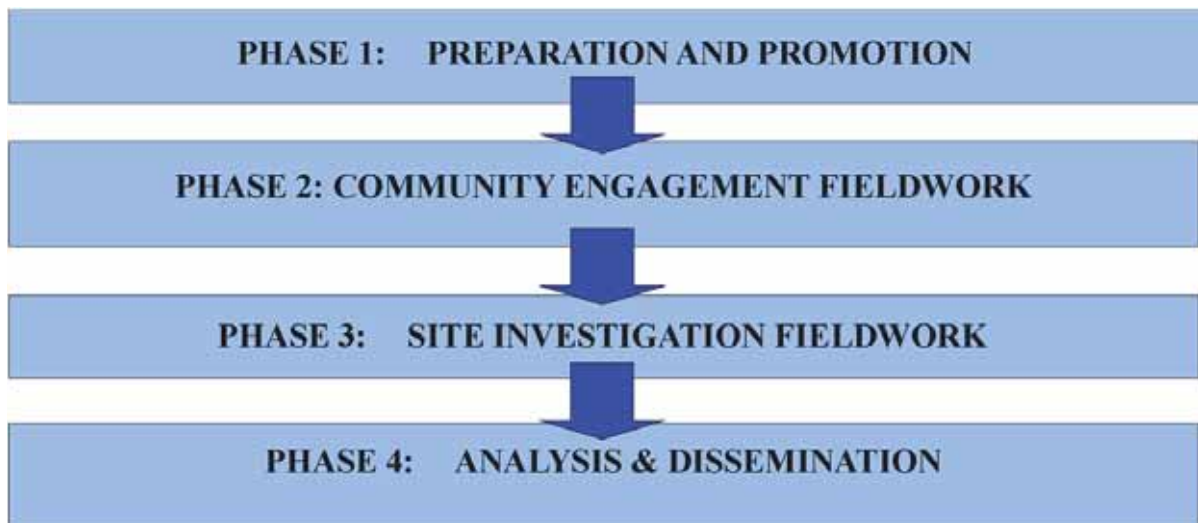 PHASE 1: PREPARATION AND PROMOTION
PHASE 2: COMMUNITY ENGAGEMENT FIELDWORK
PHASE 3: SITE INVESTIGATION FIELDWORK
PHASE 4: ANALYSIS & DISSEMINATION